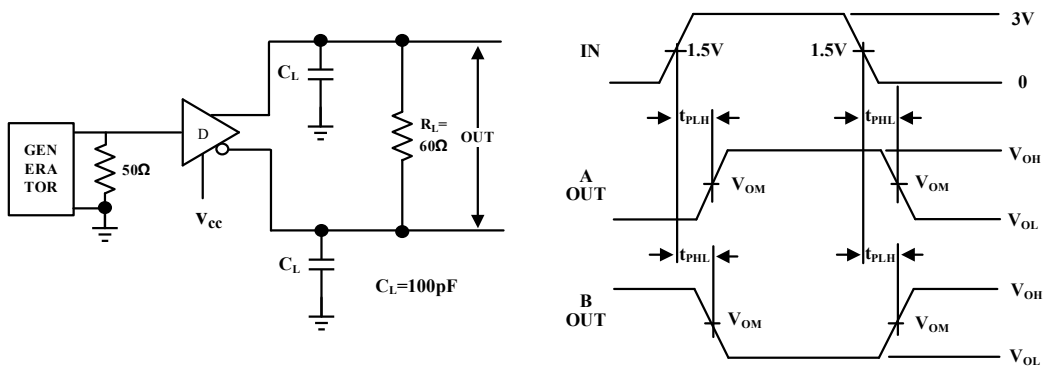 GEN
ERA
TOR
50Ω
D
Vcc
CL
RL=
60Ω
OUT
CL
CL=100pF
IN
1.5V
1.5V
3V
0
tPLH
tPHL
A
OUT
VOM
VOM
VOH
VOL
tPHL
tPLH
B
OUT
VOM
VOM
VOH
VOL